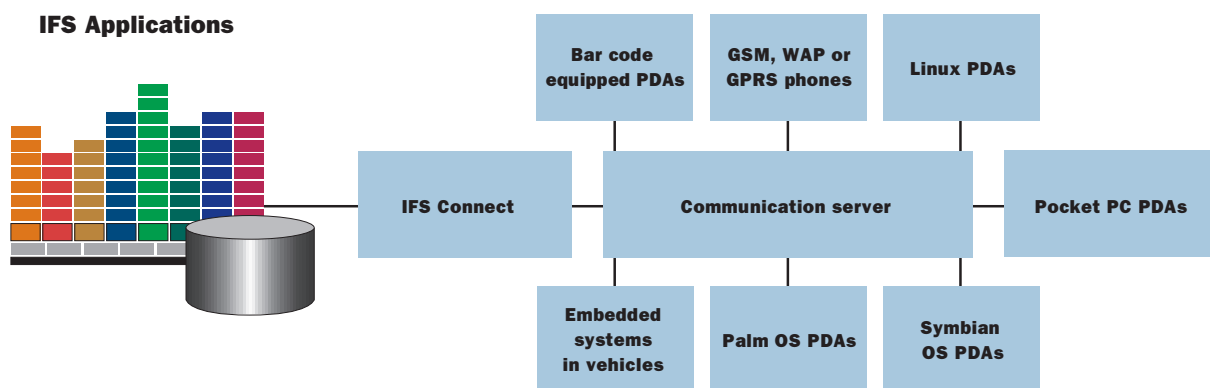 IFS Applications
Bar code
equipped PDAs
GSM, WAP or
GPRS phones
Linux PDAs
IFS Connect
Communication server
Pocket PC PDAs
Embedded
systems
in vehicles
Palm OS PDAs
Symbian
OS PDAs